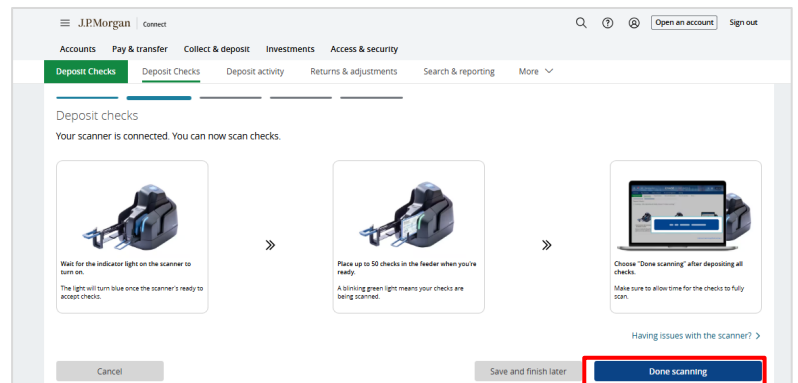 J.P.Morgan Connect Open an account Sign out
Accounts Pay & transfer Collect & deposit Investments Access & security
Deposit Checks Deposit Checks Deposit activity Returns & adjustments Search & reporting More
Deposit checks
Your scanner is connected. You can now scan checks.
Wait for the indicator light on the scanner to
turn on.
The light will turn blue once the scanner's ready to
accept checks.
Place up to 50 checks in the feeder when you're
ready.
A blinking green light means your checks are
being scanned.
Choose "Done scanning" after depositing all
checks.
Make sure to allow time for the checks to fully
scan.
Having issues with the scanner?
Cancel Save and finish later Done scanning